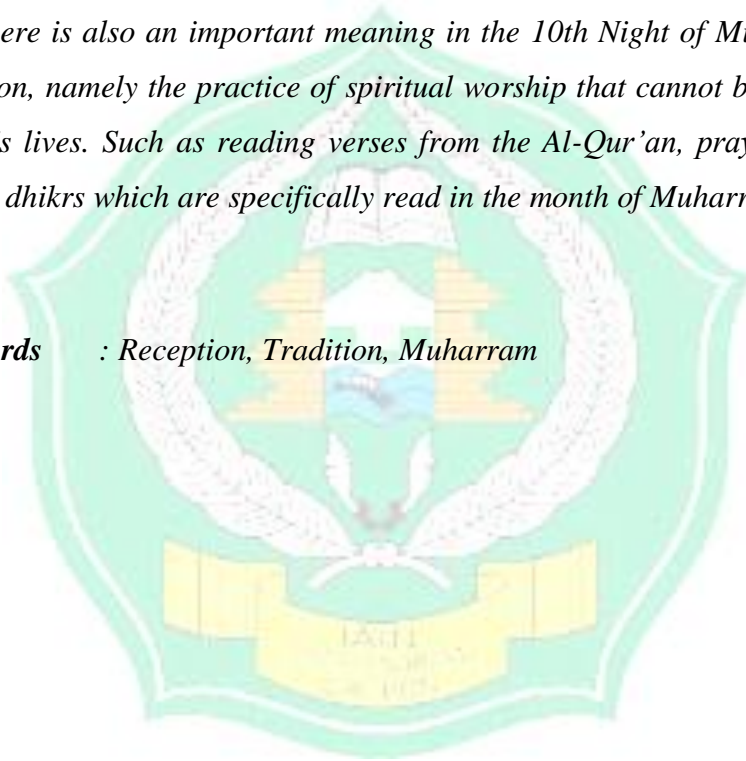 ere is also an important meaning in the 10th Night of M
on, namely the practice of spiritual worship that cannot b
s lives. Such as reading verses from the Al-Qur'an, pray
dhikrs which are specifically read in the month of Muharr
rds : Reception, Tradition, Muharram